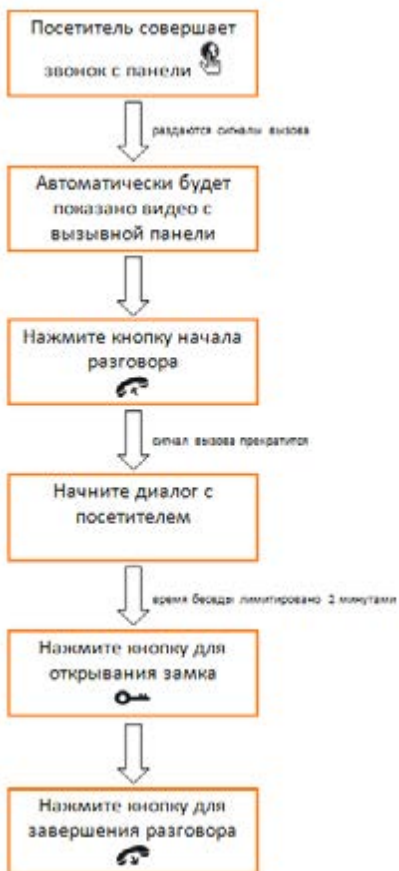 Посетитель совершает
звонок с панели
раздаются сигналы вызова
Автоматически будет
показано видео с
вызывной панели
Нажмите кнопку начала
разговора
сигнал вызова прекратится
Начните диалог с
посетителем
время беседы лимитировано 2 минутами
Нажмите кнопку для
открывания замка
Нажмите кнопку для
завершения разговора